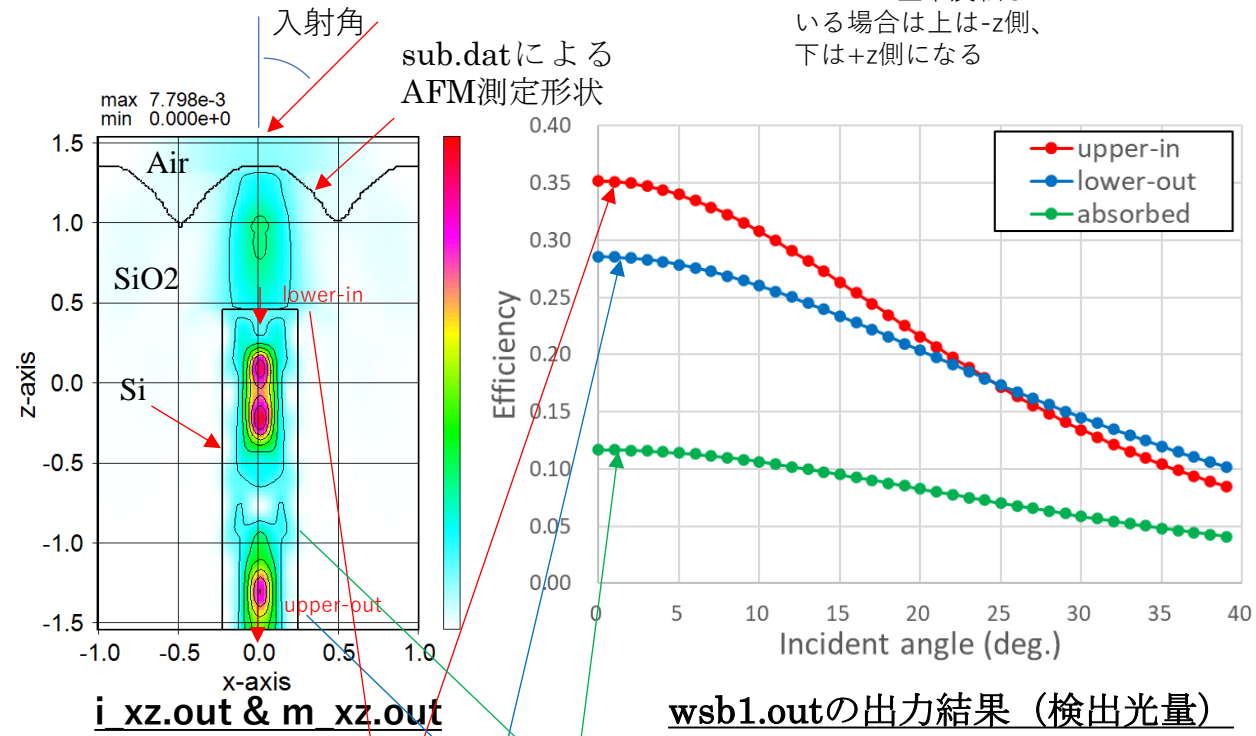 いる場合は上は-z側、
下は+z側になる
入射角
sub.datによる
AFM測定形状
max 7.798e-3
min 0.000e+0
1.5
1.0
0.5
0.0
-0.5
-1.0
-1.5
z-axis
Air
SiO2
Si
lower-in
upper-out
-1.0
-0.5
0.0
0.5
1.0
x-axis
i_xz.out & m_xz.out
0.40
0.35
0.30
0.25
0.20
0.15
0.10
0.05
0.00
Efficiency
upper-in
lower-out
absorbed
0
5
10
15
20
25
30
35
40
Incident angle (deg.)
wsb1.outの出力結果（検出光量）